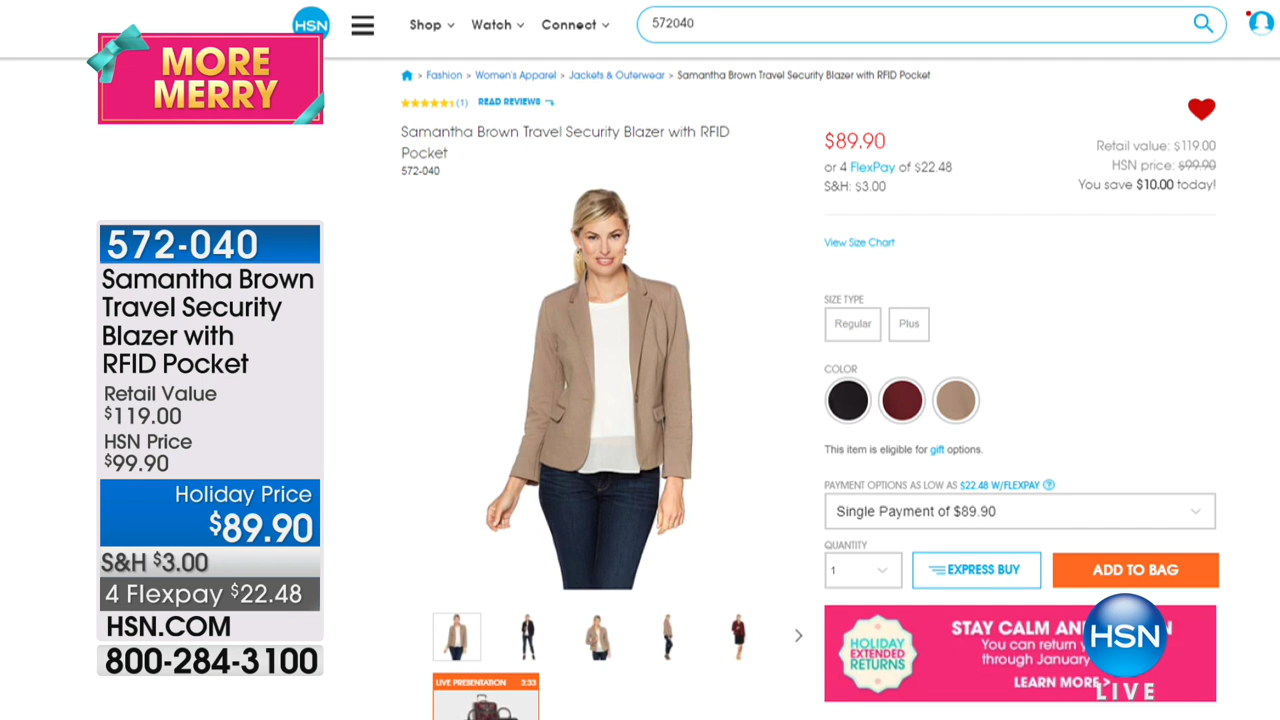 HSN
Shop
Watch
Connect
572040
MORE
MERRY
> Fashion > Women's Apparel > Jackets & Outerwear > Samantha Brown Travel Security Blazer with RFID Pocket
(1) READ REVIEWS
Samantha Brown Travel Security Blazer with RFID
Pocket
572-040
$89.90
or 4 FlexPay of $22.48
S&H: $3.00
Retail value: $119.00
HSN price: $99.90
You save $10.00 today!
View Size Chart
SIZE TYPE
Regular
Plus
COLOR
This item is eligible for gift options.
PAYMENT OPTIONS AS LOW AS $22.48 W/FLEXPAY ?
Single Payment of $89.90
QUANTITY
1
EXPRESS BUY
ADD TO BAG
HOLIDAY
EXTENDED
RETURNS
STAY CALM AN
You can return y
through January
LEARN MORE >
HSN
LIVE
572-040
Samantha Brown
Travel Security
Blazer with
RFID Pocket
Retail Value
$119.00
HSN Price
$99.90
Holiday Price
$89.90
S&H $3.00
4 Flexpay $22.48
HSN.COM
800-284-3100
LIVE PRESENTATION 3:33